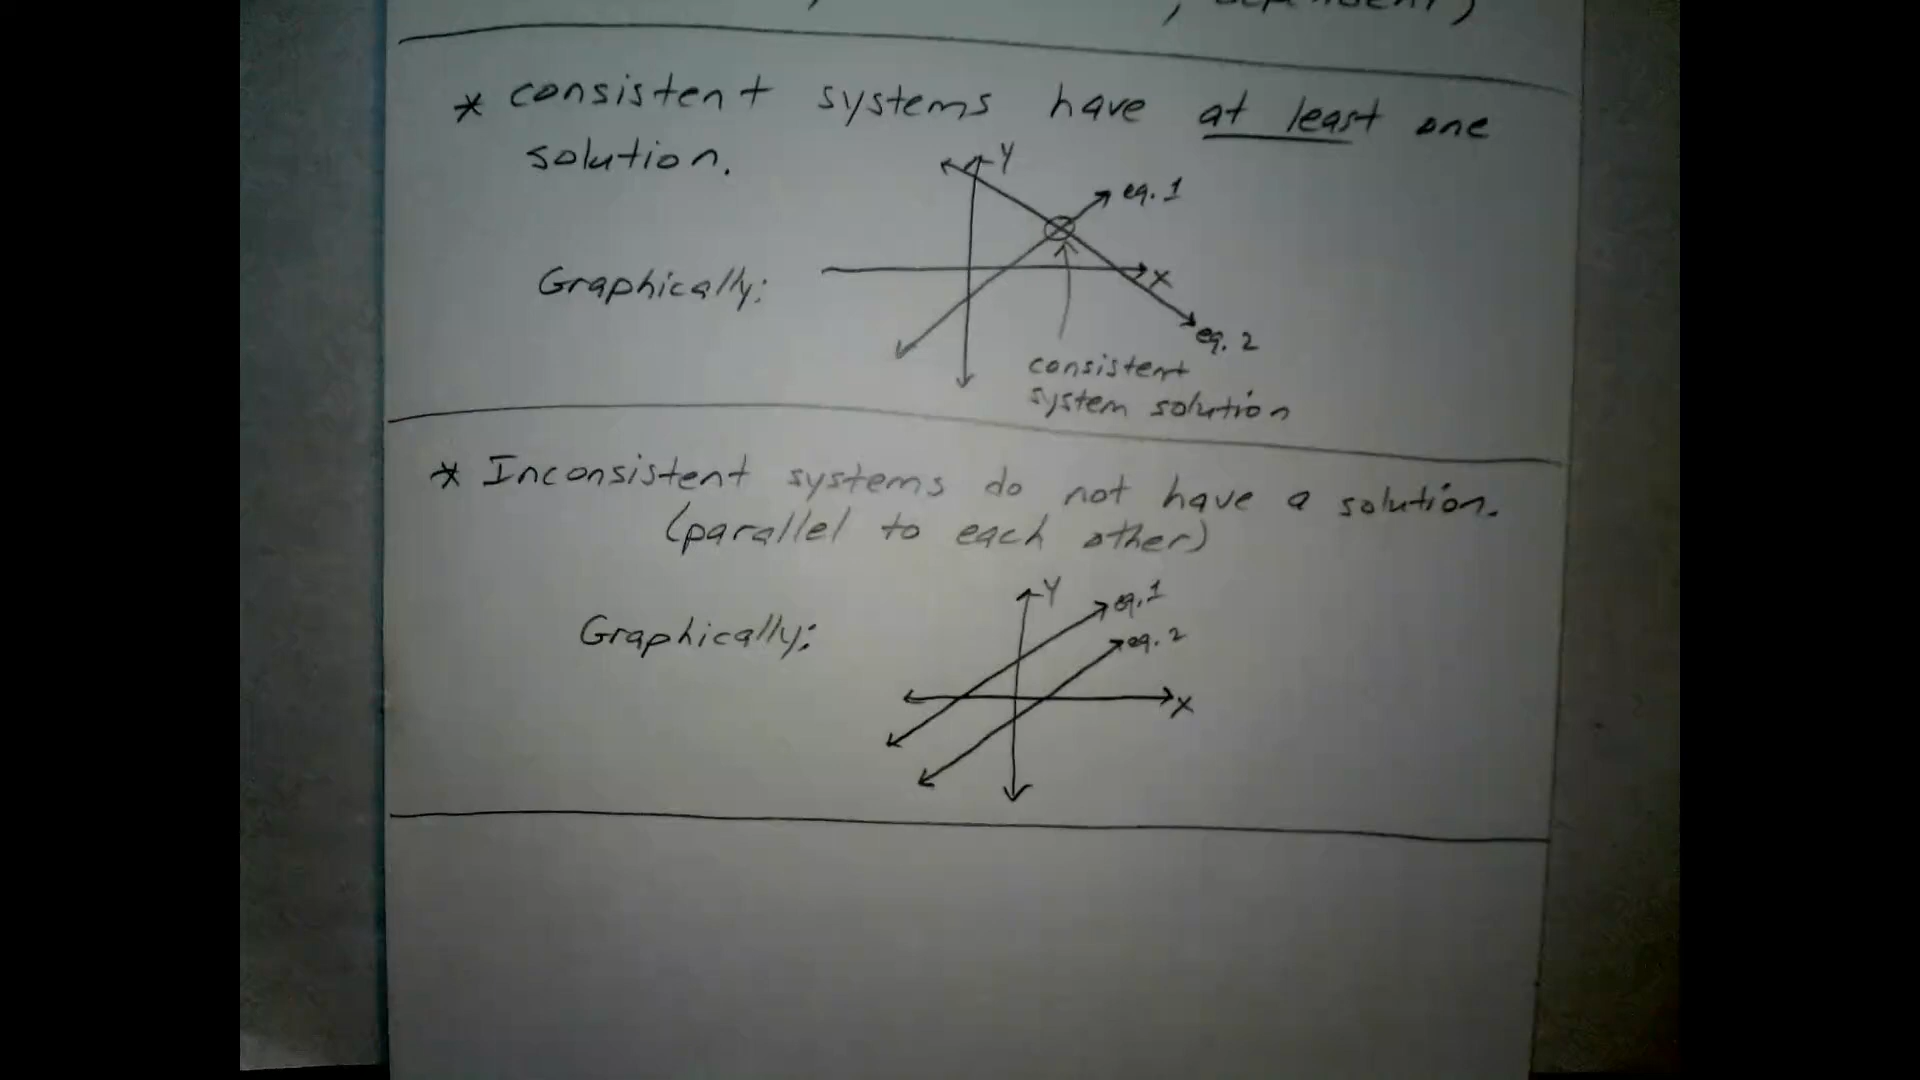 , dependent)
* consistent systems have at least one
solution.
Y
eq. 1
Graphically:
x
eq. 2
consistent
system solution
* Inconsistent systems do not have a solution.
(parallel to each other)
Y
eq. 1
Graphically:
eq. 2
X